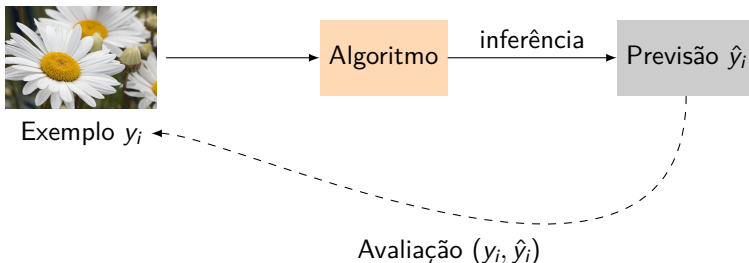 Algoritmo
inferência
Previsão ŷᵢ
Exemplo yᵢ
Avaliação (yᵢ, ŷᵢ)